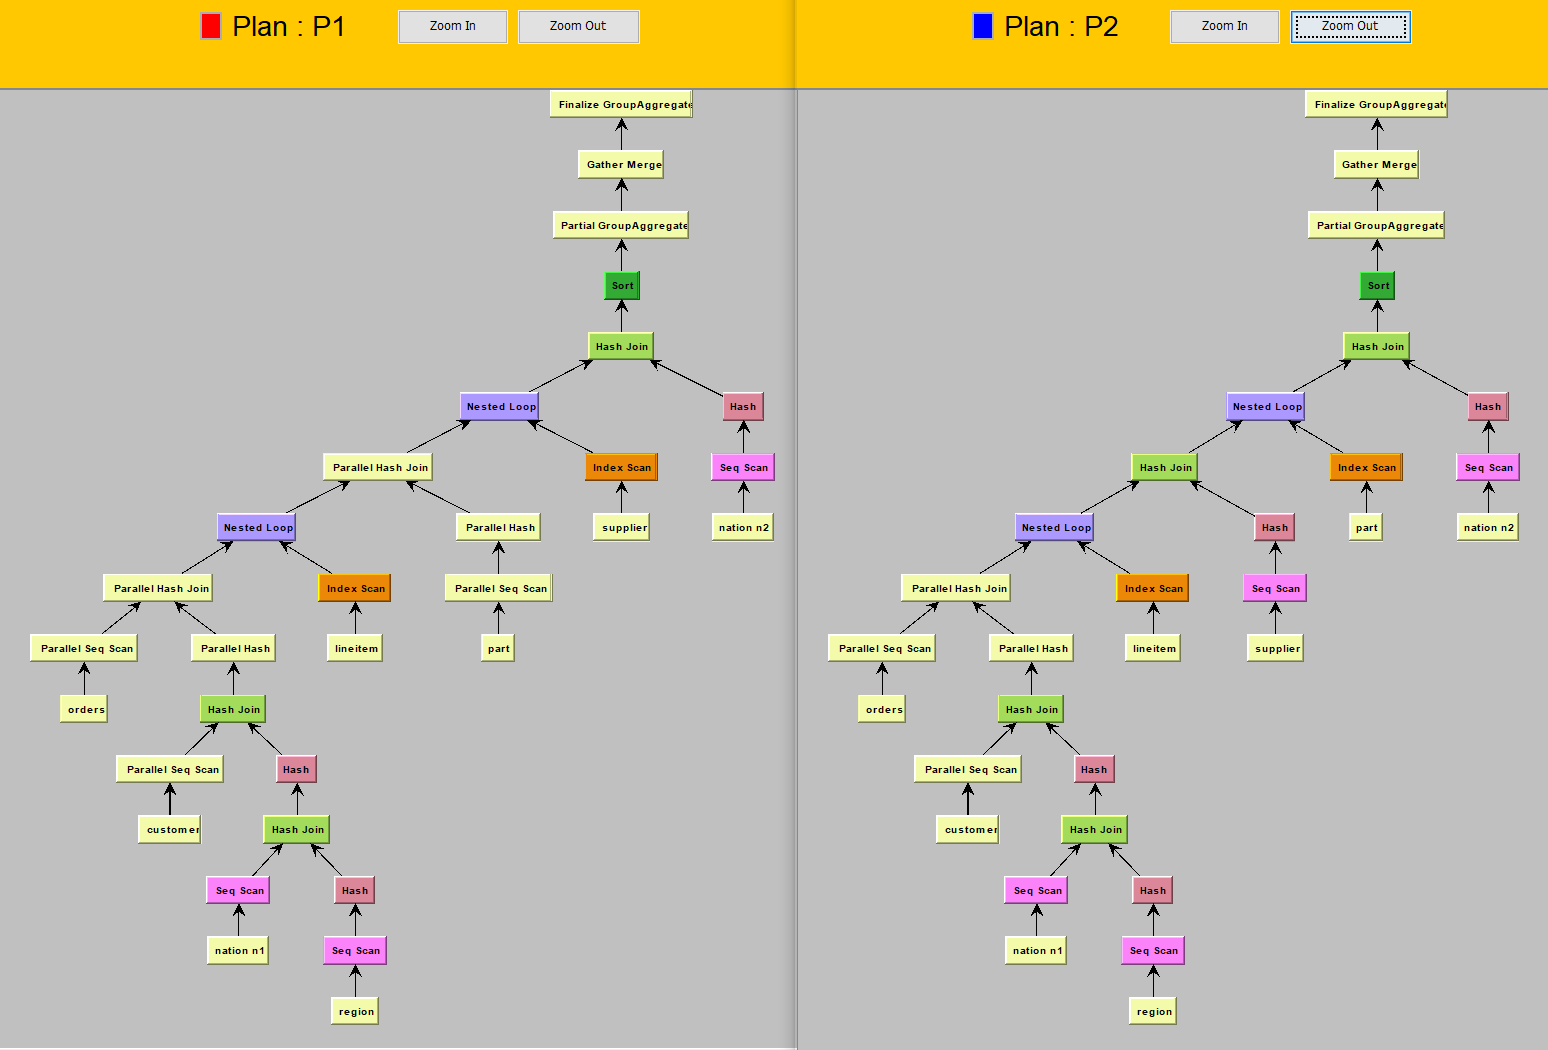 Plan : P1 Zoom In Zoom Out
Finalize GroupAggregate
Gather Merge
Partial GroupAggregate
Sort
Hash Join
Nested Loop Hash
Parallel Hash Join Index Scan Seq Scan
Nested Loop Parallel Hash supplier nation n2
Parallel Hash Join Index Scan Parallel Seq Scan
Parallel Seq Scan Parallel Hash lineitem part
orders Hash Join
Parallel Seq Scan Hash
customer Hash Join
Seq Scan Hash
nation n1 Seq Scan
region
Plan : P2 Zoom In Zoom Out
Finalize GroupAggregate
Gather Merge
Partial GroupAggregate
Sort
Hash Join
Nested Loop Hash
Hash Join Index Scan Seq Scan
Nested Loop Hash part nation n2
Parallel Hash Join Index Scan Seq Scan
Parallel Seq Scan Parallel Hash lineitem supplier
orders Hash Join
Parallel Seq Scan Hash
customer Hash Join
Seq Scan Hash
nation n1 Seq Scan
region